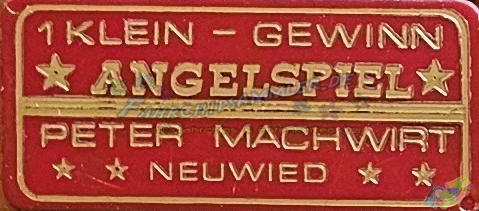 1 KLEIN – GEWINN
ANGELSPIEL
PETER MACHWIRT
NEUWIED